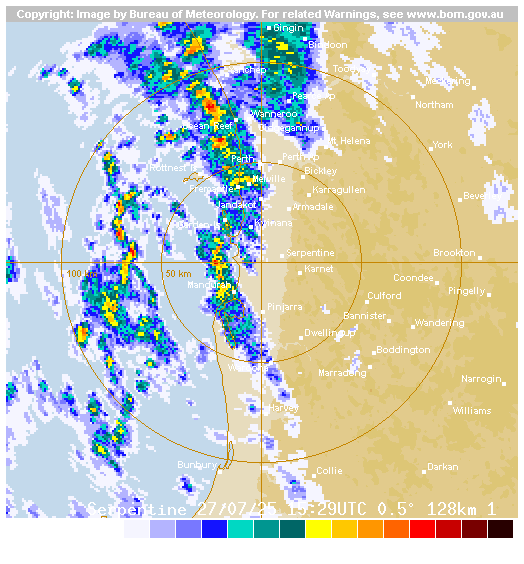 Copyright: Image by Bureau of Meteorology. For related Warnings, see www.bom.gov.au
Gingin
Bindoon
Meckering
Northam
Wanneroo
Ocean Reef
Mt Helena
York
Perth
Rottnest
Bickley
Melville
Fremantle
Karragullen
Jandakot
Armadale
Kwinana
Serpentine
Brookton
100 km
50 km
Karnet
Coondee
Mandurah
Culford
Pingelly
Pinjarra
Bannister
Wandering
Dwellingup
Boddington
Marradong
Narrogin
Harvey
Williams
Bunbury
Collie
Darkan
Serpentine 27/07/25 15:29UTC 0.5° 128km 1